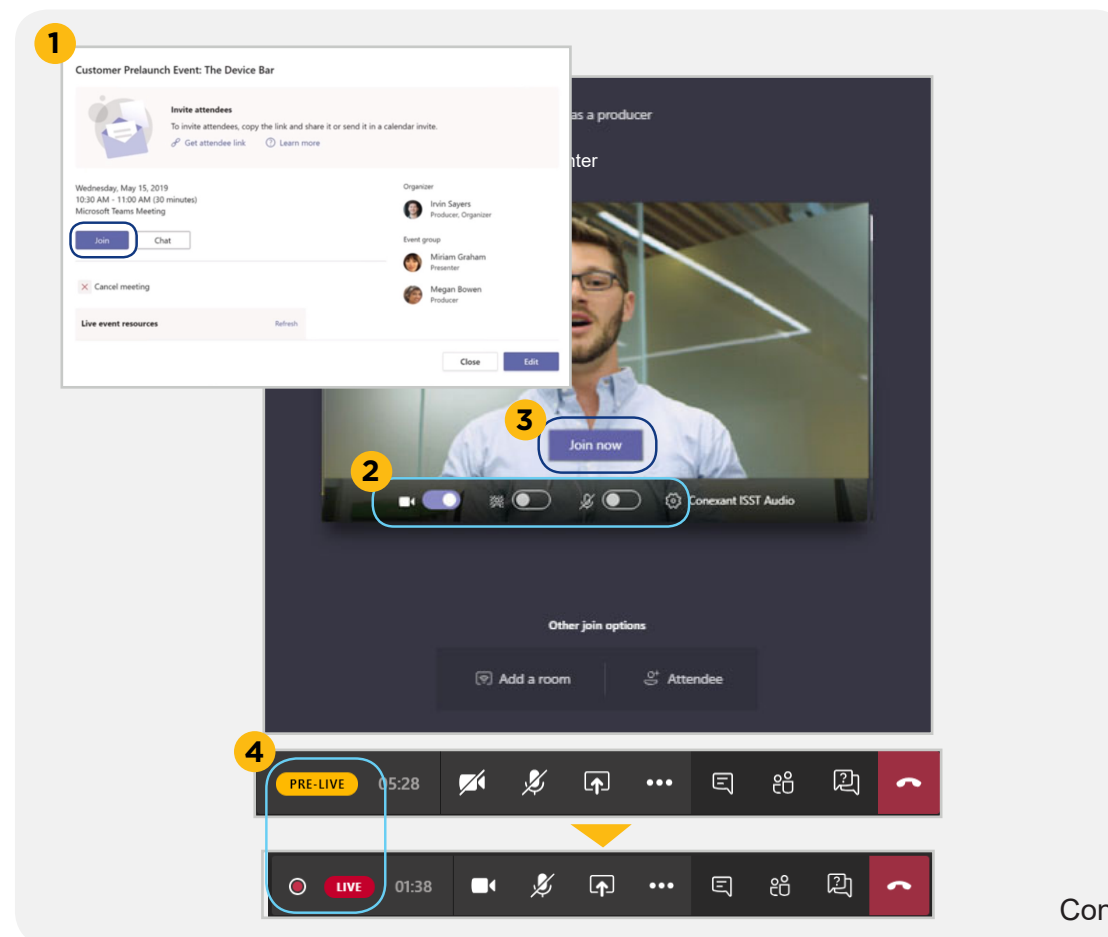 1
Customer Prelaunch Event: The Device Bar
Invite attendees
To invite attendees, copy the link and share it or send it in a calendar invite.
Get attendee link
Learn more
Wednesday, May 15, 2019
10:30 AM - 11:00 AM (30 minutes)
Microsoft Teams Meeting
Join
Chat
Cancel meeting
Live event resources
Refresh
Organizer
Irvin Sayers
Producer, Organizer
Event group
Miriam Graham
Presenter
Megan Bowen
Producer
Close
Edit
as a producer
nter
3
Join now
2
Conexant ISST Audio
Other join options
Add a room
Attendee
4
PRE-LIVE
05:28
LIVE
01:38
Con